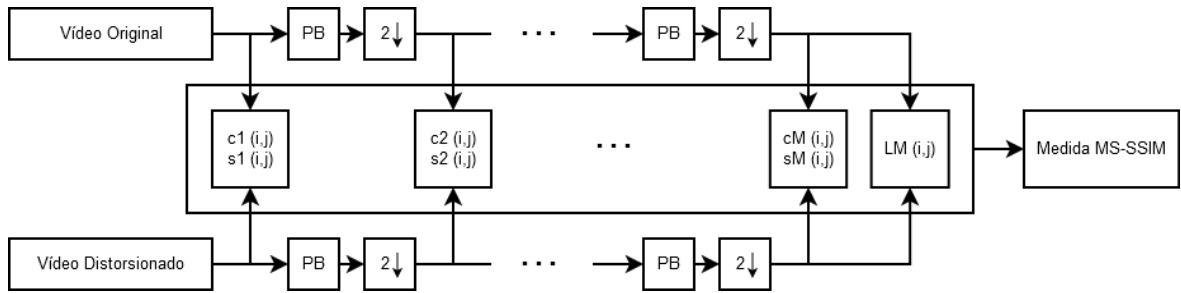 Vídeo Original
PB
2↓
...
PB
2↓
c1 (i,j)
s1 (i,j)
c2 (i,j)
s2 (i,j)
...
cM (i,j)
sM (i,j)
LM (i,j)
Medida MS-SSIM
Vídeo Distorsionado
PB
2↓
...
PB
2↓